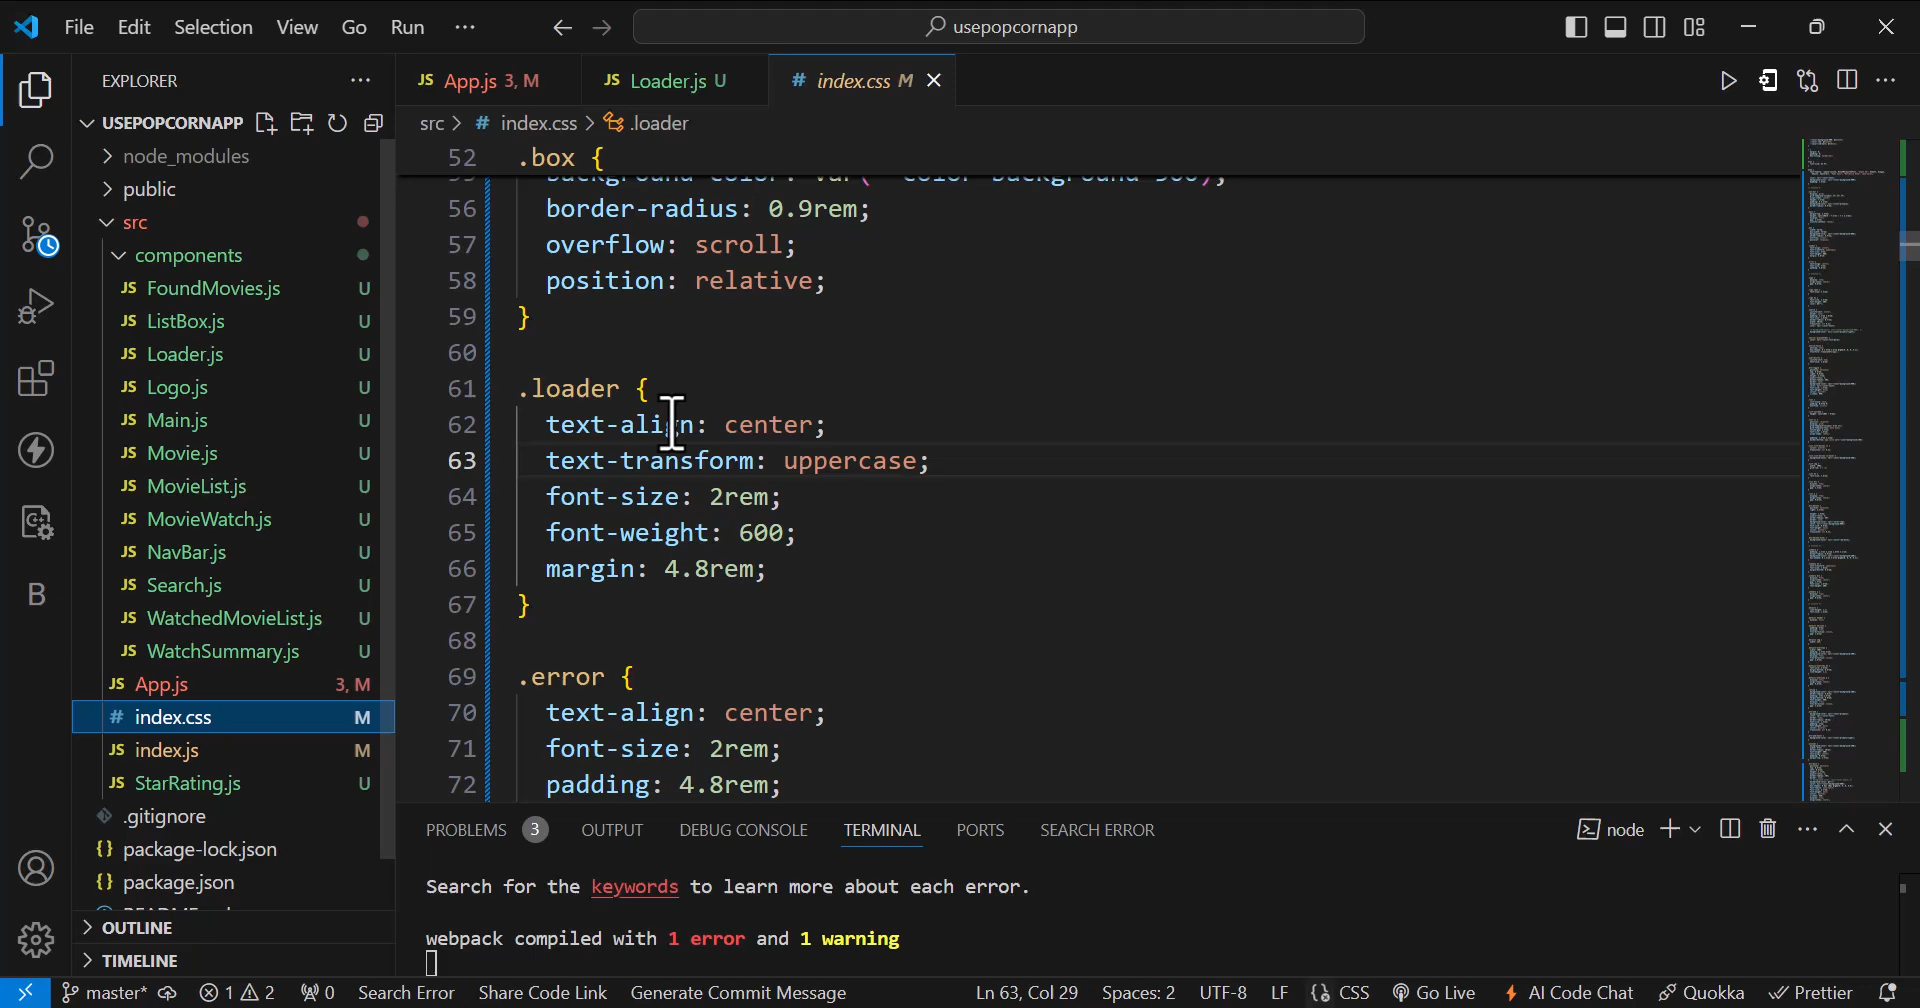 File Edit Selection View Go Run ··· usepopcornapp
EXPLORER ···
App.js 3, M
Loader.js U
index.css M
USEPOPCORNAPP
src > # index.css > .loader
node_modules
public
src
components
JS FoundMovies.js U
JS ListBox.js U
JS Loader.js U
JS Logo.js U
JS Main.js U
JS Movie.js U
JS MovieList.js U
JS MovieWatch.js U
JS NavBar.js U
JS Search.js U
JS WatchedMovieList.js U
JS WatchSummary.js U
JS App.js 3, M
# index.css M
JS index.js M
JS StarRating.js U
.gitignore
{} package-lock.json
{} package.json
OUTLINE
TIMELINE
52 .box {
56 border-radius: 0.9rem;
57 overflow: scroll;
58 position: relative;
59 }
60
61 .loader {
62 text-align: center;
63 text-transform: uppercase;
64 font-size: 2rem;
65 font-weight: 600;
66 margin: 4.8rem;
67 }
68
69 .error {
70 text-align: center;
71 font-size: 2rem;
72 padding: 4.8rem;
PROBLEMS 3 OUTPUT DEBUG CONSOLE TERMINAL PORTS SEARCH ERROR node
Search for the keywords to learn more about each error.
webpack compiled with 1 error and 1 warning
master* 1 2 0 Search Error Share Code Link Generate Commit Message Ln 63, Col 29 Spaces: 2 UTF-8 LF CSS Go Live AI Code Chat Quokka Prettier